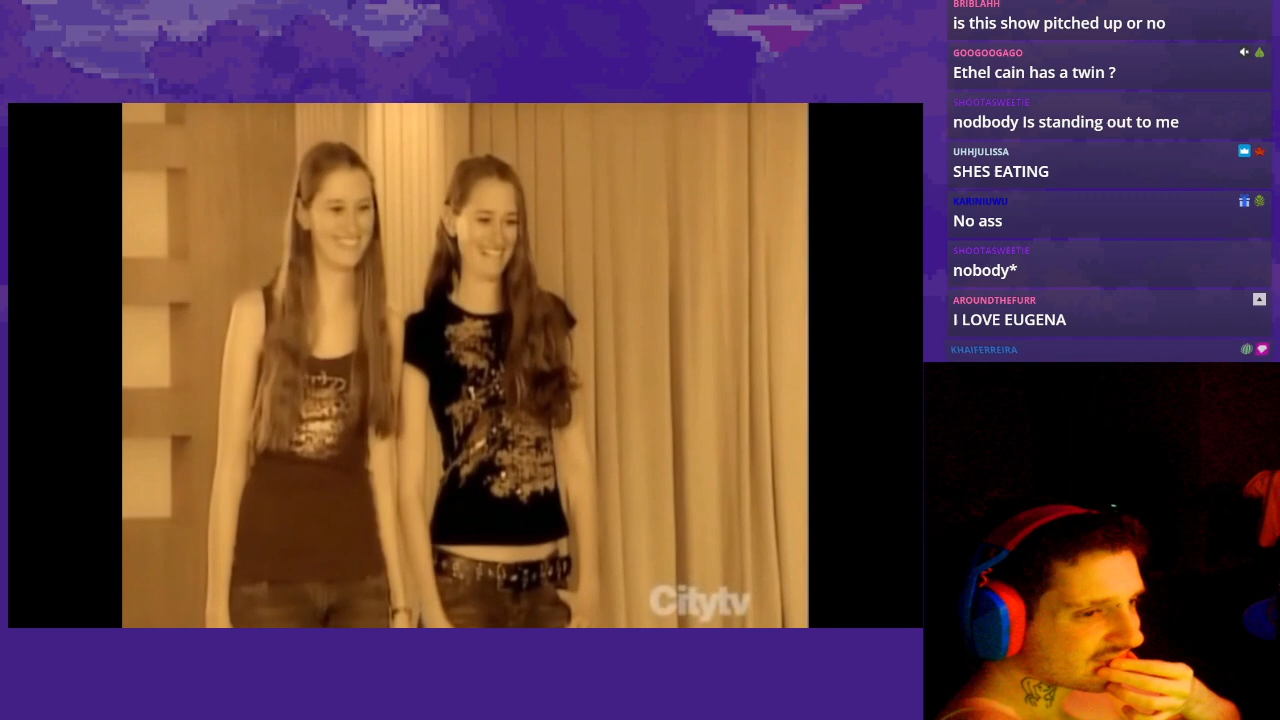 BRIBLAHH
is this show pitched up or no
GOOGOOGAGO
Ethel cain has a twin ?
SHOOTASWEETIE
nodbody Is standing out to me
UHHJULISSA
SHES EATING
KARINIUWU
No ass
SHOOTASWEETIE
nobody*
AROUNDTHEFURR
I LOVE EUGENA
KHAIFERREIRA
Citytv